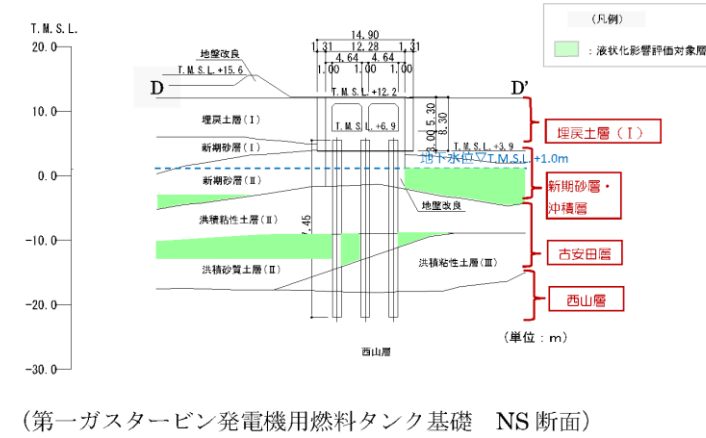 T.M.S.L.
20.0
10.0
0.0
-10.0
-20.0
-30.0
(凡例)
:液状化影響評価対象層
14.90
1.31 12.28 1.31
4.64 4.64
1.00 1.00 1.00
地盤改良
T.M.S.L.+15.6
D
D’
T.M.S.L.+12.2
埋戻土層(Ⅰ)
T.M.S.L.+6.9
5.30
3.00
8.30
埋戻土層(Ⅰ)
新期砂層(Ⅰ)
T.M.S.L.+3.9
地下水位▽T.M.S.L.+1.0m
新期砂層(Ⅱ)
新期砂層・
沖積層
地盤改良
洪積粘性土層(Ⅱ)
7.45
古安田層
洪積砂質土層(Ⅱ)
洪積粘性土層(Ⅲ)
西山層
(単位:m)
西山層
(第一ガスタービン発電機用燃料タンク基礎 NS 断面)